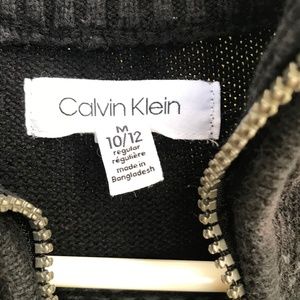 Calvin Klein
M
10/12
regular
régulière
made in
Bangladesh